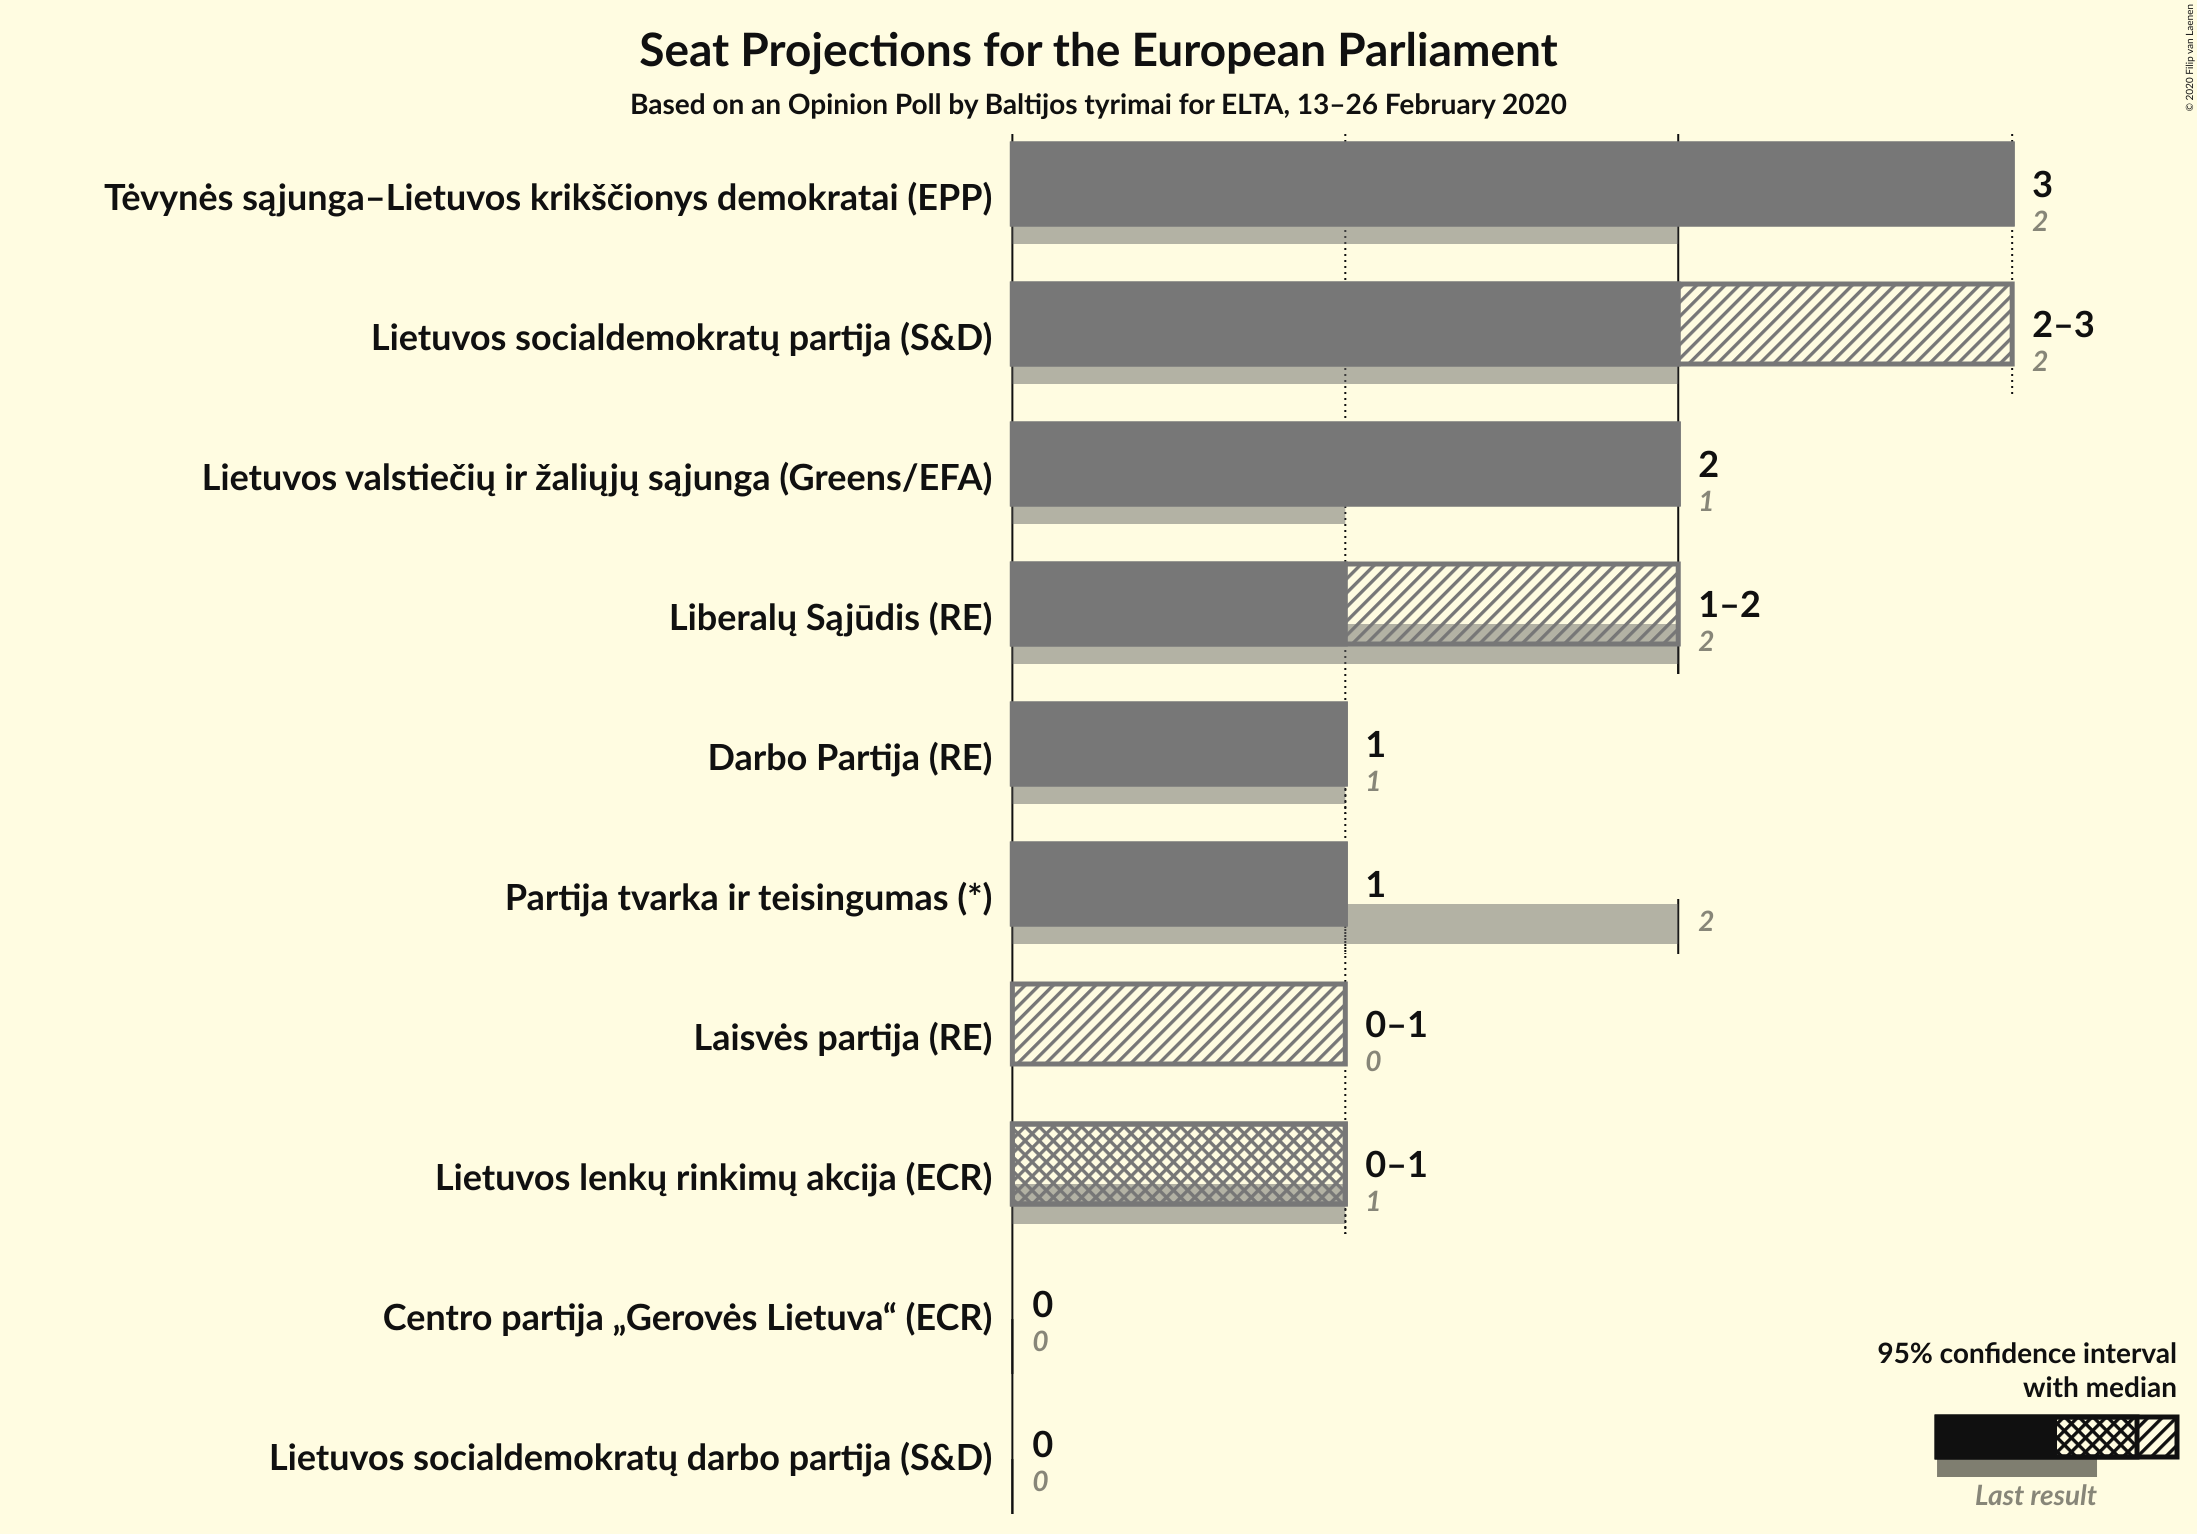 Seat Projections for the European Parliament
Based on an Opinion Poll by Baltijos tyrimai for ELTA, 13–26 February 2020
© 2020 Filip van Laenen
Tėvynės sąjunga–Lietuvos krikščionys demokratai (EPP)
3
2
Lietuvos socialdemokratų partija (S&D)
2–3
2
Lietuvos valstiečių ir žaliųjų sąjunga (Greens/EFA)
2
1
Liberalų Sąjūdis (RE)
1–2
2
Darbo Partija (RE)
1
1
Partija tvarka ir teisingumas (*)
1
2
Laisvės partija (RE)
0–1
0
Lietuvos lenkų rinkimų akcija (ECR)
0–1
1
Centro partija „Gerovės Lietuva“ (ECR)
0
0
Lietuvos socialdemokratų darbo partija (S&D)
0
0
95% confidence interval
with median
Last result